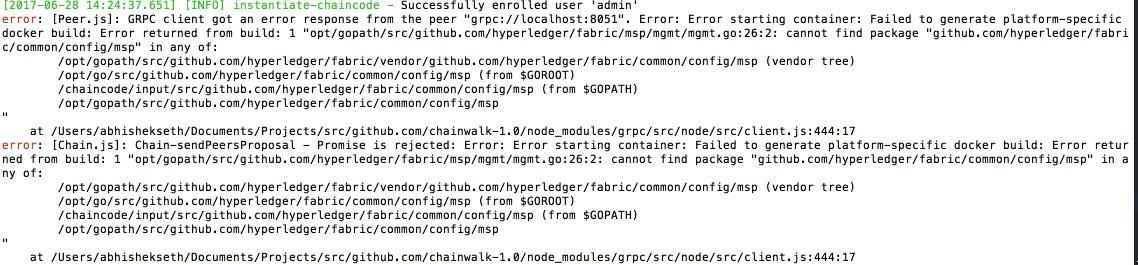 [2017-06-28 14:24:37.651] [INFO] instantiate-chaincode - Successfully enrolled user 'admin'
error: [Peer.js]: GRPC client got an error response from the peer "grpc://localhost:8051". Error: Error starting container: Failed to generate platform-specific
docker build: Error returned from build: 1 "opt/gopath/src/github.com/hyperledger/fabric/msp/mgmt/mgmt.go:26:2: cannot find package "github.com/hyperledger/fabri
c/common/config/msp" in any of:
/opt/gopath/src/github.com/hyperledger/fabric/vendor/github.com/hyperledger/fabric/common/config/msp (vendor tree)
/opt/go/src/github.com/hyperledger/fabric/common/config/msp (from $GOROOT)
/chaincode/input/src/github.com/hyperledger/fabric/common/config/msp (from $GOPATH)
/opt/gopath/src/github.com/hyperledger/fabric/common/config/msp
"
at /Users/abhishekseth/Documents/Projects/src/github.com/chainwalk-1.0/node_modules/grpc/src/node/src/client.js:444:17
error: [Chain.js]: Chain-sendPeersProposal - Promise is rejected: Error: Error starting container: Failed to generate platform-specific docker build: Error retur
ned from build: 1 "opt/gopath/src/github.com/hyperledger/fabric/msp/mgmt/mgmt.go:26:2: cannot find package "github.com/hyperledger/fabric/common/config/msp" in a
ny of:
/opt/gopath/src/github.com/hyperledger/fabric/vendor/github.com/hyperledger/fabric/common/config/msp (vendor tree)
/opt/go/src/github.com/hyperledger/fabric/common/config/msp (from $GOROOT)
/chaincode/input/src/github.com/hyperledger/fabric/common/config/msp (from $GOPATH)
/opt/gopath/src/github.com/hyperledger/fabric/common/config/msp
"
at /Users/abhishekseth/Documents/Projects/src/github.com/chainwalk-1.0/node_modules/grpc/src/node/src/client.js:444:17